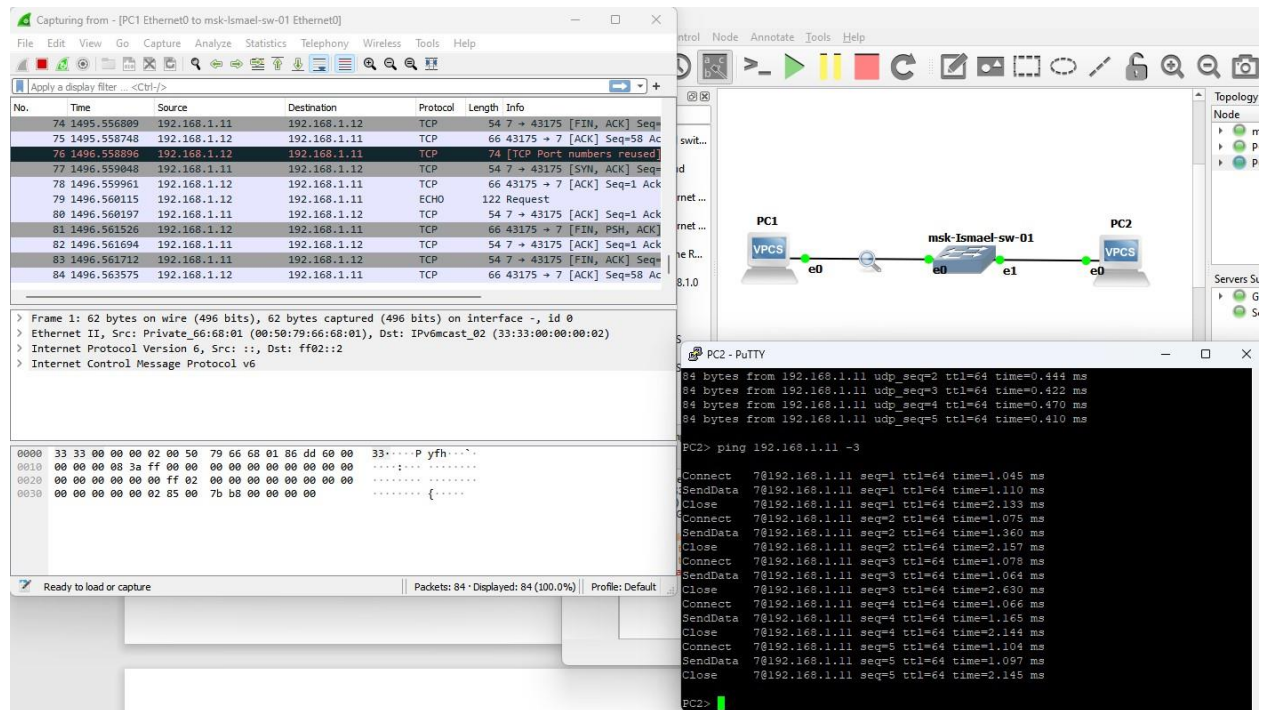 Capturing from - [PC1 Ethernet0 to msk-Ismael-sw-01 Ethernet0]
File Edit View Go Capture Analyze Statistics Telephony Wireless Tools Help
Apply a display filter ... <Ctrl-/>
No. Time Source Destination Protocol Length Info
74 1495.556809 192.168.1.11 192.168.1.12 TCP 54 7 → 43175 [FIN, ACK] Seq=
75 1495.558748 192.168.1.12 192.168.1.11 TCP 66 43175 → 7 [ACK] Seq=58 Ac
76 1496.558896 192.168.1.12 192.168.1.11 TCP 74 [TCP Port numbers reused]
77 1496.559048 192.168.1.11 192.168.1.12 TCP 54 7 → 43175 [SYN, ACK] Seq=
78 1496.559961 192.168.1.12 192.168.1.11 TCP 66 43175 → 7 [ACK] Seq=1 Ack
79 1496.560115 192.168.1.12 192.168.1.11 ECHO 122 Request
80 1496.560197 192.168.1.11 192.168.1.12 TCP 54 7 → 43175 [ACK] Seq=1 Ack
81 1496.561526 192.168.1.12 192.168.1.11 TCP 66 43175 → 7 [FIN, PSH, ACK]
82 1496.561694 192.168.1.11 192.168.1.12 TCP 54 7 → 43175 [ACK] Seq=1 Ack
83 1496.561712 192.168.1.11 192.168.1.12 TCP 54 7 → 43175 [FIN, ACK] Seq=
84 1496.563575 192.168.1.12 192.168.1.11 TCP 66 43175 → 7 [ACK] Seq=58 Ac
> Frame 1: 62 bytes on wire (496 bits), 62 bytes captured (496 bits) on interface -, id 0
> Ethernet II, Src: Private_66:68:01 (00:50:79:66:68:01), Dst: IPv6mcast_02 (33:33:00:00:00:02)
> Internet Protocol Version 6, Src: ::, Dst: ff02::2
> Internet Control Message Protocol v6
0000 33 33 00 00 00 02 00 50 79 66 68 01 86 dd 60 00 33·····P yfh···`·
0010 00 00 00 08 3a ff 00 00 00 00 00 00 00 00 00 00 ····:··· ········
0020 00 00 00 00 00 00 ff 02 00 00 00 00 00 00 00 00 ········ ········
0030 00 00 00 00 00 02 85 00 7b b8 00 00 00 00 ········ {·····
Ready to load or capture Packets: 84 · Displayed: 84 (100.0%) Profile: Default
Node Annotate Tools Help
Topology
Node
swit...
8.1.0
Servers Su
PC1
VPCS
e0
msk-Ismael-sw-01
e0
e1
PC2
VPCS
e0
PC2 - PuTTY
84 bytes from 192.168.1.11 udp_seq=2 ttl=64 time=0.444 ms
84 bytes from 192.168.1.11 udp_seq=3 ttl=64 time=0.422 ms
84 bytes from 192.168.1.11 udp_seq=4 ttl=64 time=0.470 ms
84 bytes from 192.168.1.11 udp_seq=5 ttl=64 time=0.410 ms
PC2> ping 192.168.1.11 -3
Connect 7@192.168.1.11 seq=1 ttl=64 time=1.045 ms
SendData 7@192.168.1.11 seq=1 ttl=64 time=1.110 ms
Close 7@192.168.1.11 seq=1 ttl=64 time=2.133 ms
Connect 7@192.168.1.11 seq=2 ttl=64 time=1.075 ms
SendData 7@192.168.1.11 seq=2 ttl=64 time=1.360 ms
Close 7@192.168.1.11 seq=2 ttl=64 time=2.157 ms
Connect 7@192.168.1.11 seq=3 ttl=64 time=1.078 ms
SendData 7@192.168.1.11 seq=3 ttl=64 time=1.064 ms
Close 7@192.168.1.11 seq=3 ttl=64 time=2.630 ms
Connect 7@192.168.1.11 seq=4 ttl=64 time=1.066 ms
SendData 7@192.168.1.11 seq=4 ttl=64 time=1.165 ms
Close 7@192.168.1.11 seq=4 ttl=64 time=2.144 ms
Connect 7@192.168.1.11 seq=5 ttl=64 time=1.104 ms
SendData 7@192.168.1.11 seq=5 ttl=64 time=1.097 ms
Close 7@192.168.1.11 seq=5 ttl=64 time=2.145 ms
PC2>